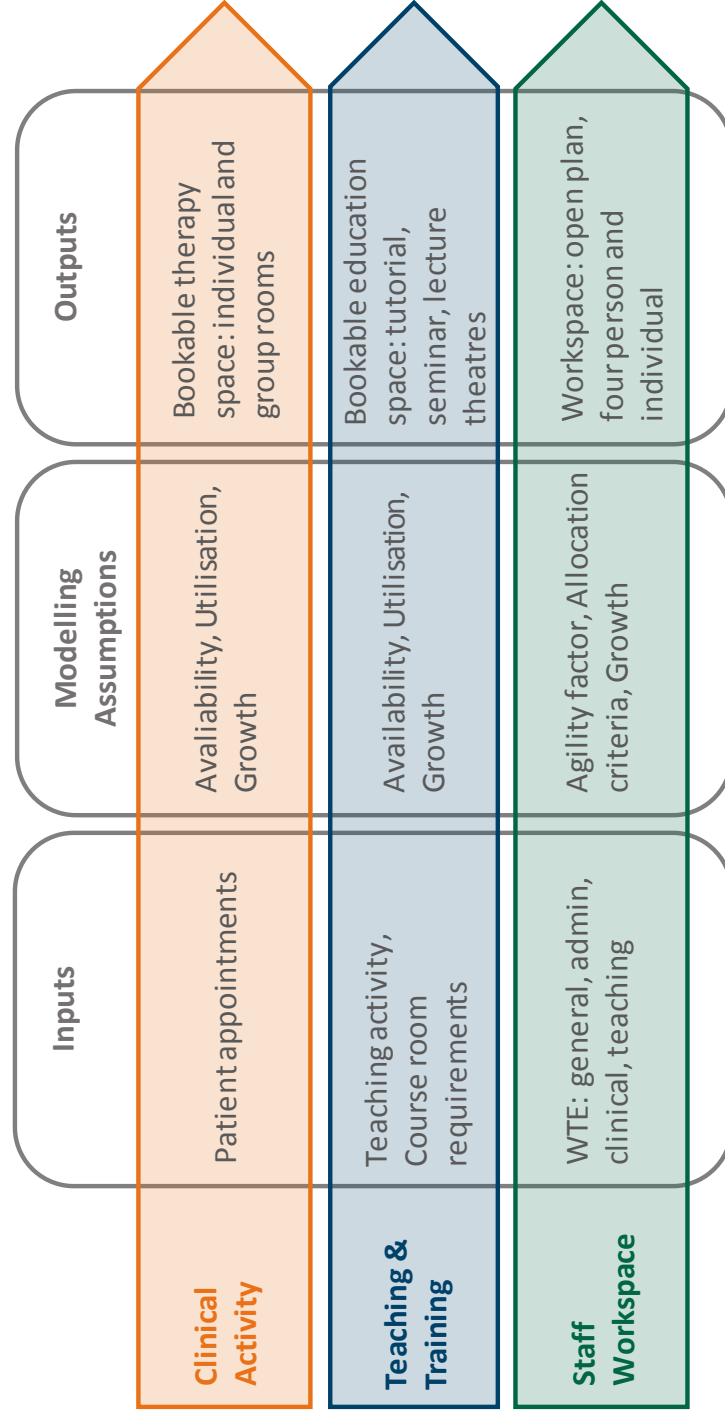 Inputs
Modelling
Assumptions
Outputs
Clinical
Activity
Patient appointments
Avaliability, Utilisation,
Growth
Bookable therapy
space: individual and
group rooms
Teaching &
Training
Teaching activity,
Course room
requirements
Availability, Utilisation,
Growth
Bookable education
space: tutorial,
seminar, lecture
theatres
Staff
Workspace
WTE: general, admin,
clinical, teaching
Agility factor, Allocation
criteria, Growth
Workspace: open plan,
four person and
individual